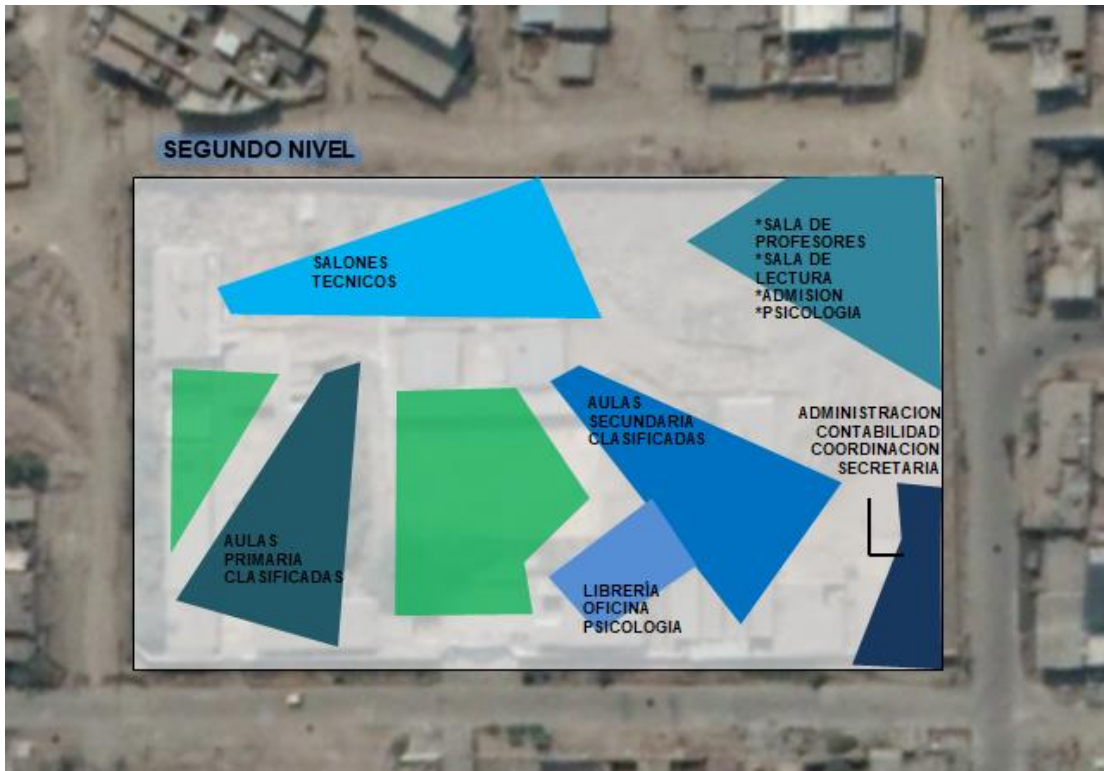 SEGUNDO NIVEL
SALONES
TECNICOS
*SALA DE
PROFESORES
*SALA DE
LECTURA
*ADMISION
*PSICOLOGIA
AULAS
SECUNDARIA
CLASIFICADAS
ADMINISTRACION
CONTABILIDAD
COORDINACION
SECRETARIA
AULAS
PRIMARIA
CLASIFICADAS
LIBRERÎA
OFICINA
PSICOLOGIA